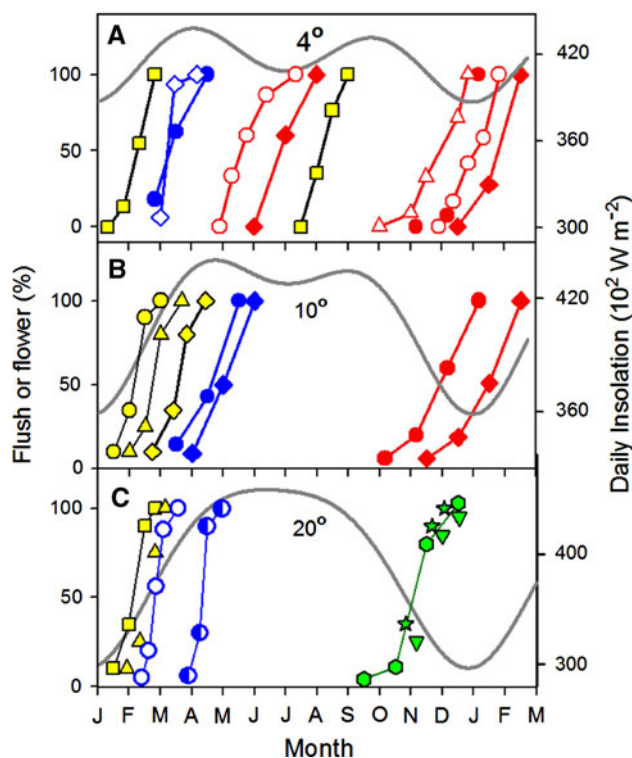 A
4°
100
50
0
420
360
300
B
10°
100
50
0
420
360
C
20°
100
50
0
400
300
Flush or flower (%)
Daily Insolation (10² W m⁻²)
J F M A M J J A S O N D J F M
Month